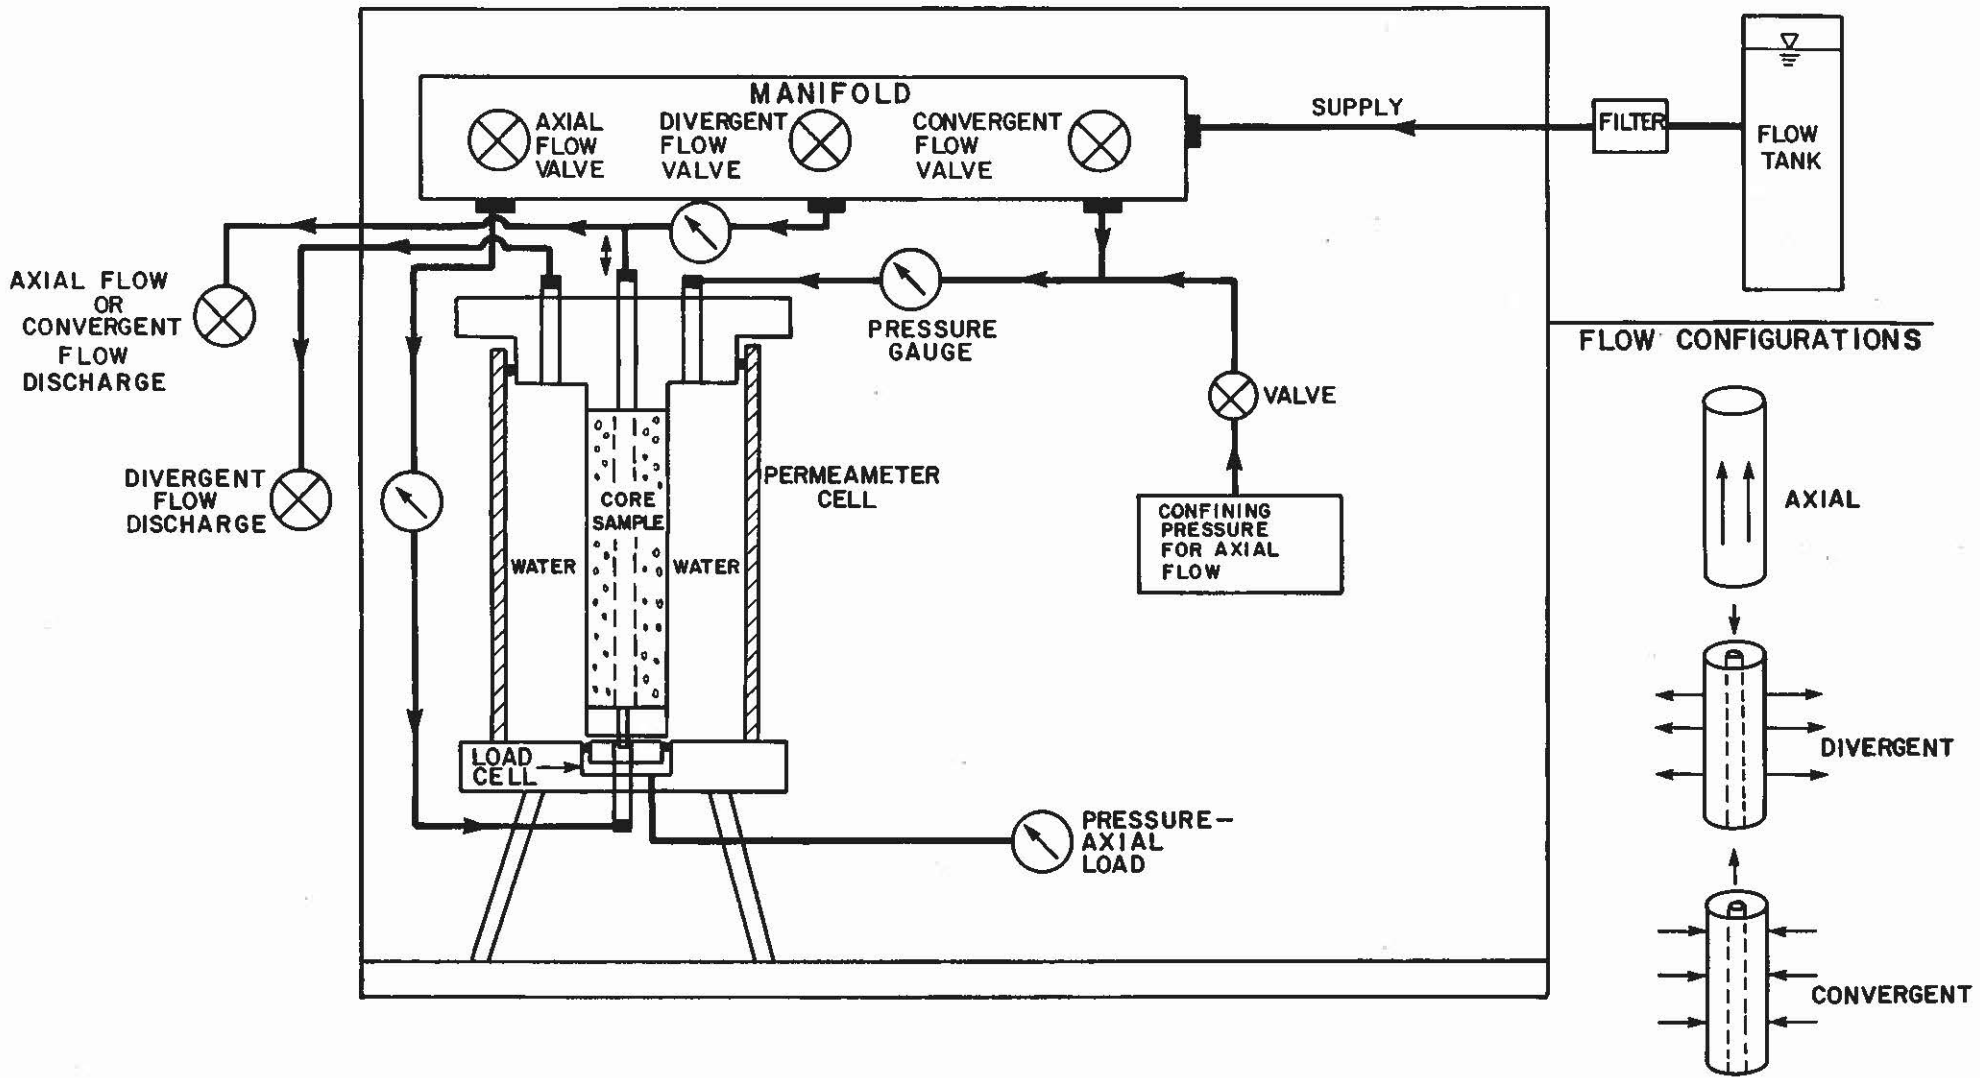 MANIFOLD
AXIAL
FLOW
VALVE
DIVERGENT
FLOW
VALVE
CONVERGENT
FLOW
VALVE
SUPPLY
FILTER
FLOW
TANK
AXIAL FLOW
OR
CONVERGENT
FLOW
DISCHARGE
PRESSURE
GAUGE
FLOW CONFIGURATIONS
VALVE
DIVERGENT
FLOW
DISCHARGE
CORE
SAMPLE
PERMEAMETER
CELL
WATER
WATER
CONFINING
PRESSURE
FOR AXIAL
FLOW
AXIAL
LOAD
CELL
DIVERGENT
PRESSURE-
AXIAL
LOAD
CONVERGENT